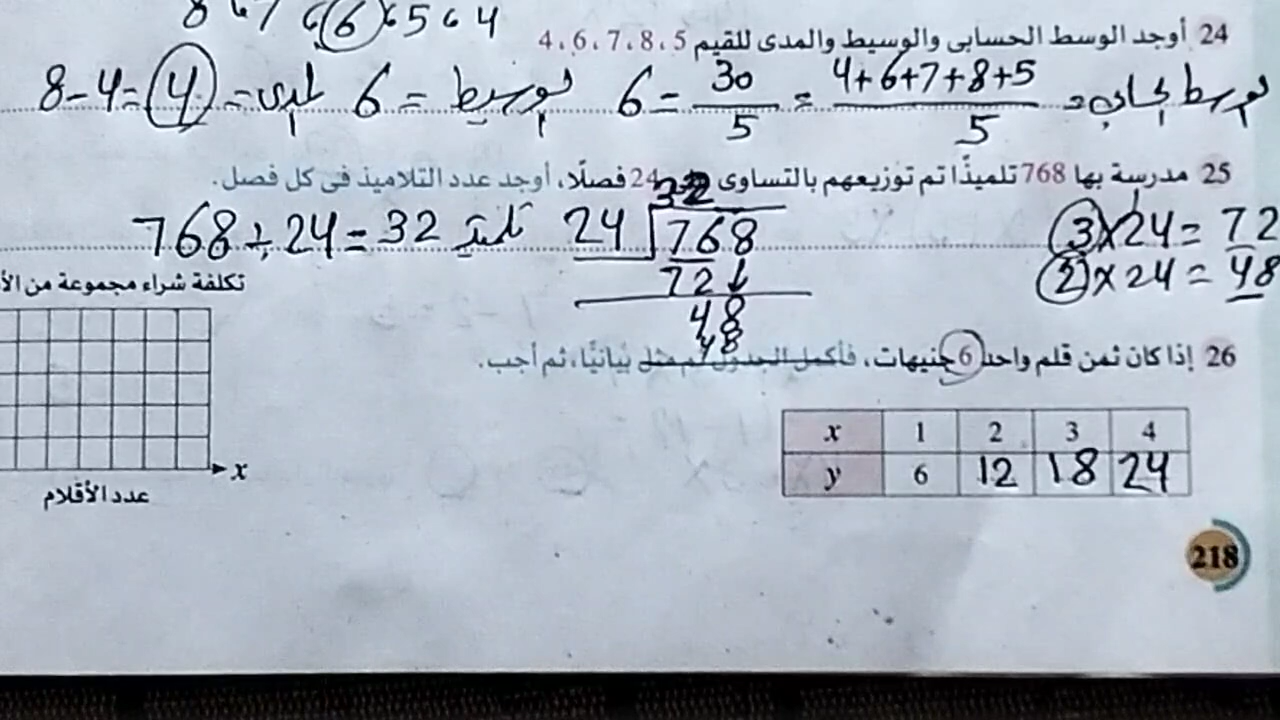 8 ، 7 ، 6 ، 5 ، 4
24 أوجد الوسط الحسابى والوسيط والمدى للقيم 4، 6، 7، 8، 5
الوسط الحسابي = 4+6+7+8+5 / 5 = 30 / 5 = 6 الوسيط = 6 المدى = 8-4=4
25 مدرسة بها 768 تلميذًا تم توزيعهم بالتساوى 24 فصلًا، أوجد عدد التلاميذ فى كل فصل.
32
3×24=72
24 768
768÷24=32 تلميذ
72
2×24=48
48
48
تكلفة شراء مجموعة من الأ
26 إذا كان ثمن قلم واحد 6 جنيهات، فأكمل الجدول ثم مثل بيانيًا، ثم أجب.
x 1 2 3 4
y 6 12 18 24
x
عدد الأقلام
218